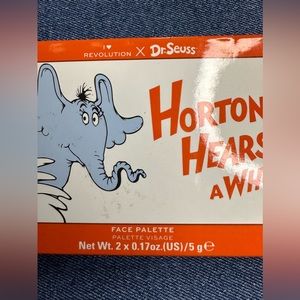 I ♥ REVOLUTION X Dr. Seuss
HORTON
HEARS
A WH
FACE PALETTE
PALETTE VISAGE
Net Wt. 2 x 0.17oz.(US)/5 g e